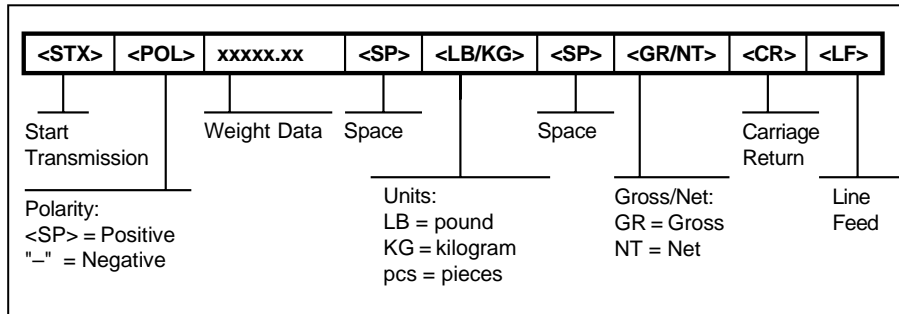 <STX> <POL> xxxxx.xx <SP> <LB/KG> <SP> <GR/NT> <CR> <LF>
Start
Transmission
Weight Data
Space
Space
Carriage
Return
Polarity:
<SP> = Positive
"–" = Negative
Units:
LB = pound
KG = kilogram
pcs = pieces
Gross/Net:
GR = Gross
NT = Net
Line
Feed